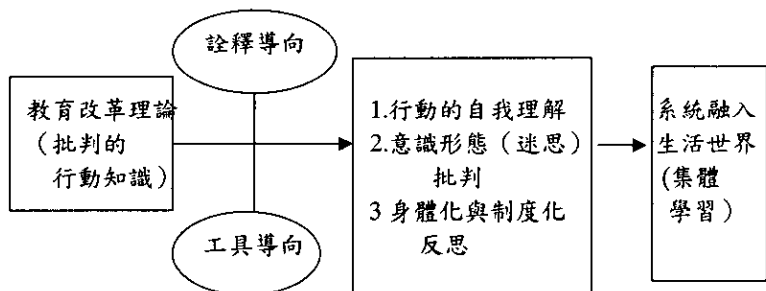 詮釋導向
教育改革理論
（批判的
行動知識）
工具導向
1.行動的自我理解
2.意識形態（迷思）
批判
3 身體化與制度化
反思
系統融入
生活世界
(集體
學習）